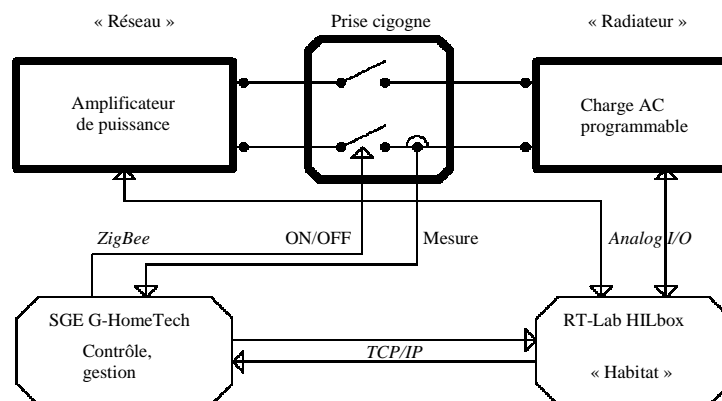 « Réseau »
Prise cigogne
« Radiateur »
Amplificateur
de puissance
Charge AC
programmable
ZigBee
ON/OFF
Mesure
Analog I/O
SGE G-HomeTech
Contrôle,
gestion
TCP/IP
RT-Lab HILbox
« Habitat »